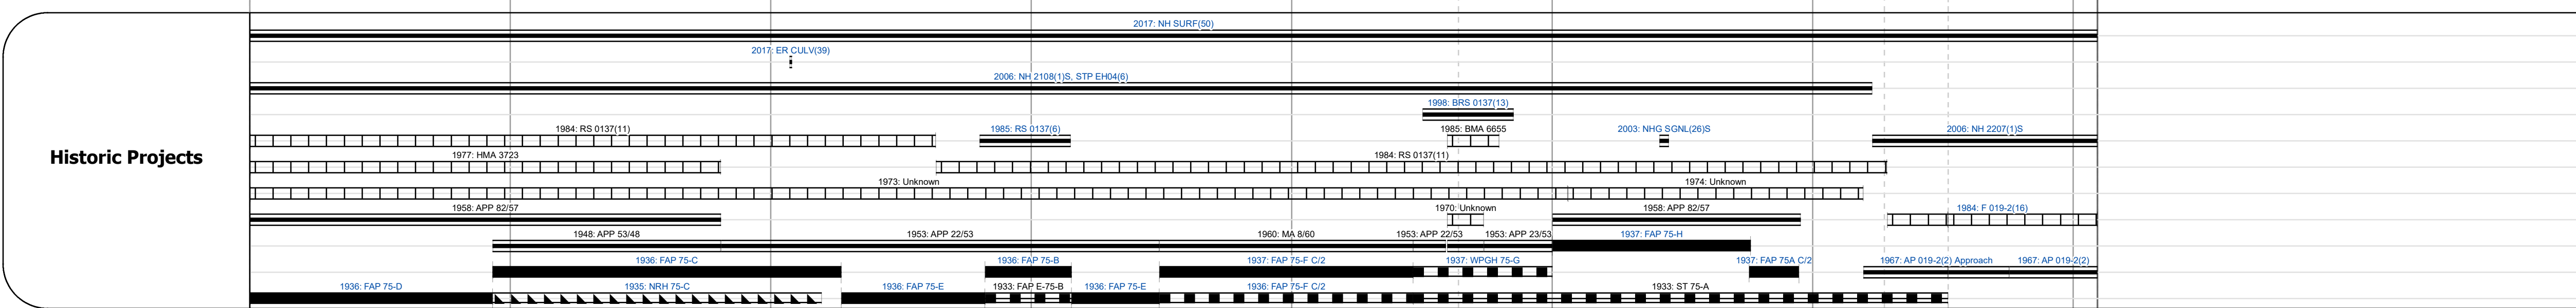 2017: NH SURF(50)
2017: ER CULV(39)
2006: NH 2108(1)S, STP EH04(6)
1998: BRS 0137(13)
1984: RS 0137(11) 1985: RS 0137(6) 1985: BMA 6655 2003: NHG SGNL(26)S 2006: NH 2207(1)S
Historic Projects
1977: HMA 3723 1984: RS 0137(11)
1973: Unknown 1974: Unknown
1958: APP 82/57 1970: Unknown 1958: APP 82/57 1984: F 019-2(16)
1948: APP 53/48 1953: APP 22/53 1960: MA 8/60 1953: APP 22/53 1953: APP 23/53 1937: FAP 75-H
1936: FAP 75-C 1936: FAP 75-B 1937: FAP 75-F C/2 1937: WPGH 75-G 1937: FAP 75A C/2 1967: AP 019-2(2) Approach 1967: AP 019-2(2)
1936: FAP 75-D 1935: NRH 75-C 1936: FAP 75-E 1933: FAP E-75-B 1936: FAP 75-E 1936: FAP 75-F C/2 1933: ST 75-A